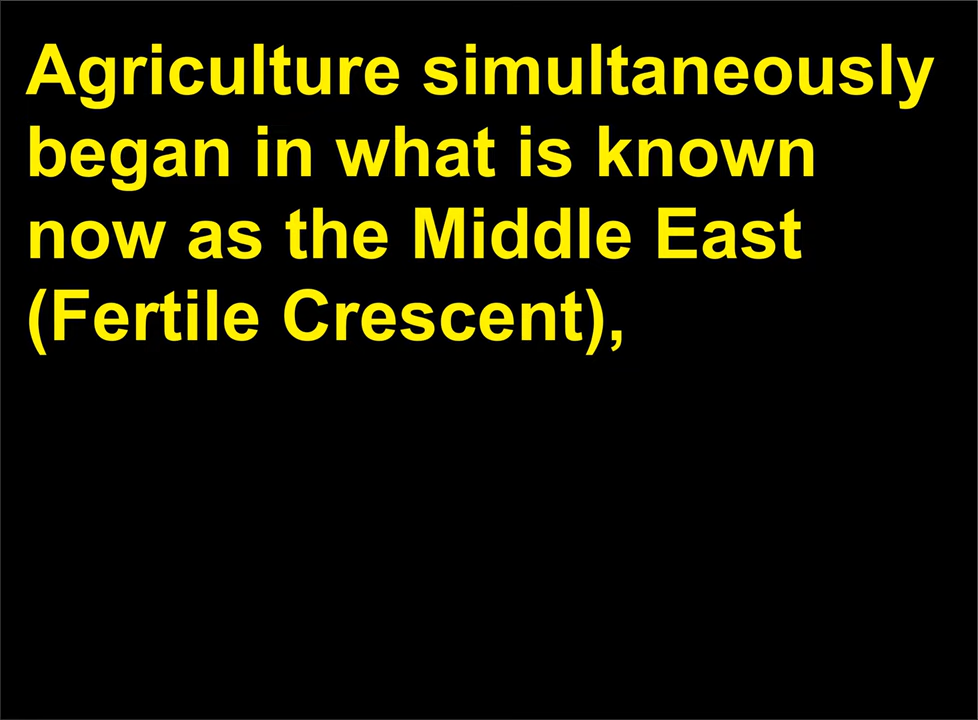 Agriculture simultaneously
began in what is known
now as the Middle East
(Fertile Crescent),